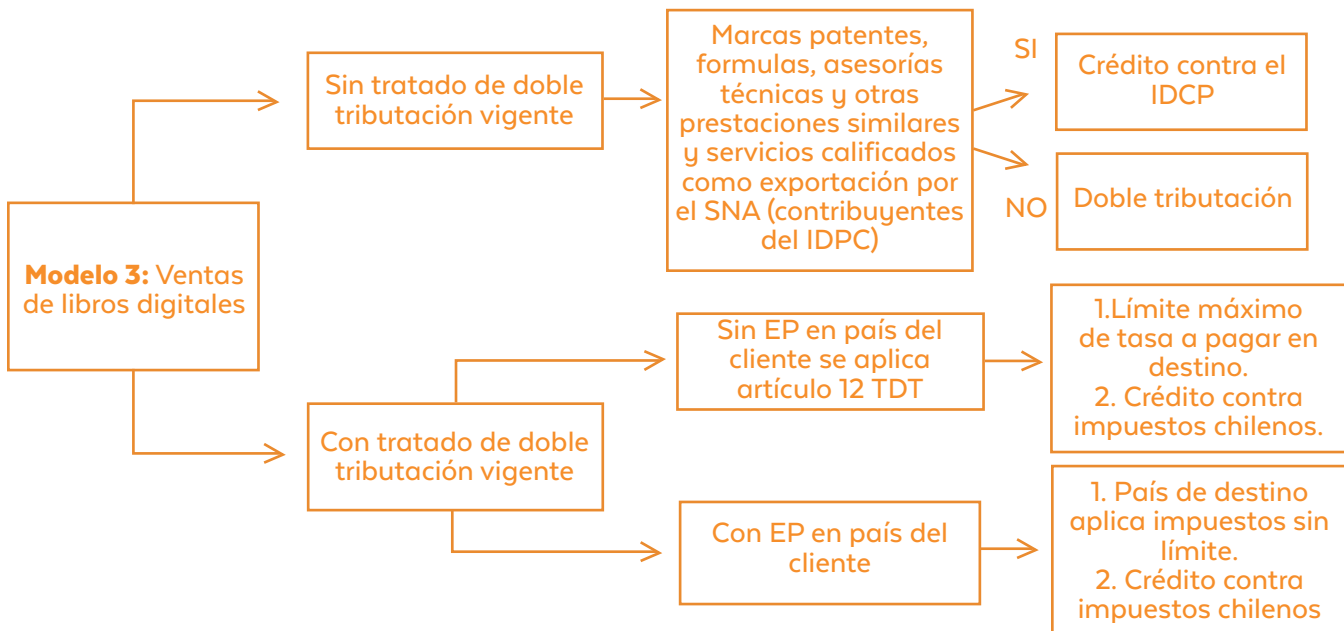 Modelo 3: Ventas
de libros digitales
Sin tratado de doble
tributación vigente
Marcas patentes,
formulas, asesorías
técnicas y otras
prestaciones similares
y servicios calificados
como exportación por
el SNA (contribuyentes
del IDPC)
SI
Crédito contra el
IDCP
NO
Doble tributación
Con tratado de doble
tributación vigente
Sin EP en país del
cliente se aplica
artículo 12 TDT
1.Límite máximo
de tasa a pagar en
destino.
2. Crédito contra
impuestos chilenos.
Con EP en país del
cliente
1. País de destino
aplica impuestos sin
límite.
2. Crédito contra
impuestos chilenos